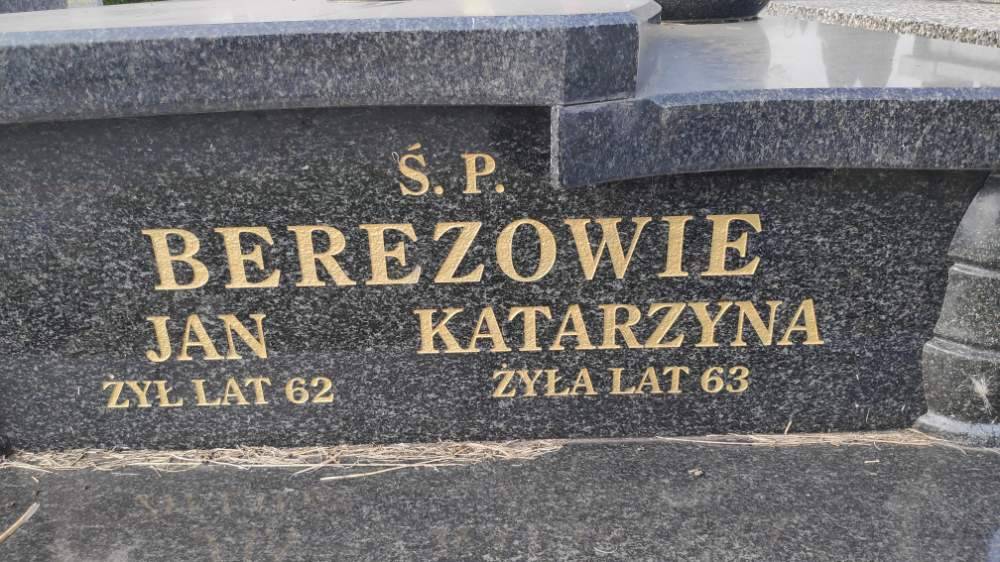 Ś. P.
BEREZOWIE
JAN KATARZYNA
ŻYŁ LAT 62 ŻYŁA LAT 63